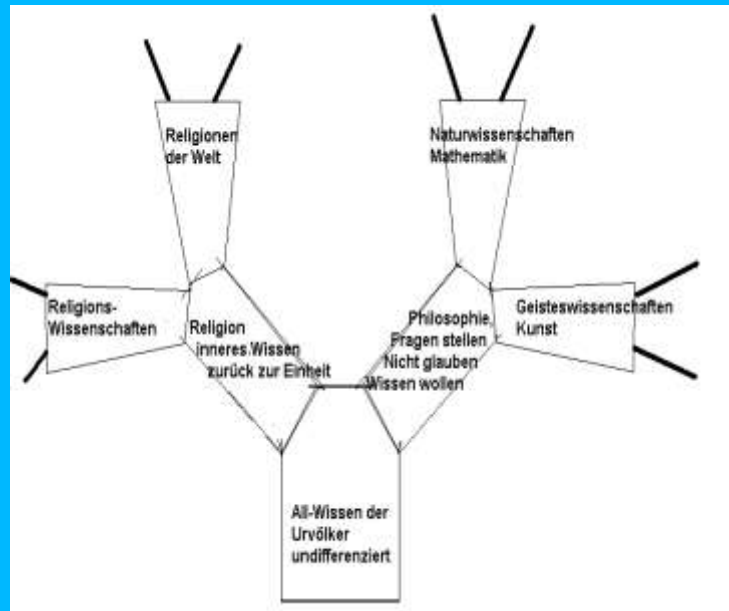 Religionen
der Welt
Naturwissenschaften
Mathematik
Religions-
Wissenschaften
Religion
inneres Wissen
zurück zur Einheit
Philosophie,
Fragen stellen
Nicht glauben
Wissen wollen
Geisteswissenschaften
Kunst
All-Wissen der
Urvölker
undifferenziert